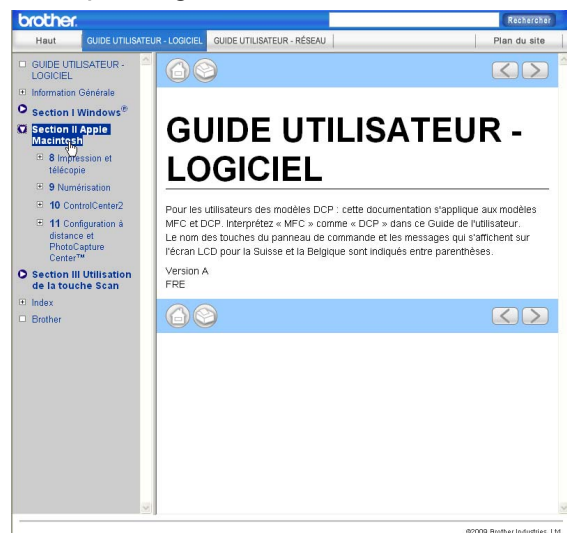 brother.
Rechercher
Haut
GUIDE UTILISATEUR - LOGICIEL
GUIDE UTILISATEUR - RÉSEAU
Plan du site
GUIDE UTILISATEUR -
LOGICIEL
Information Générale
Section I Windows®
Section II Apple
Macintosh
8 Impression et
télécopie
9 Numérisation
10 ControlCenter2
11 Configuration à
distance et
PhotoCapture
Center™
Section III Utilisation
de la touche Scan
Index
Brother
GUIDE UTILISATEUR -
LOGICIEL
Pour les utilisateurs des modèles DCP : cette documentation s'applique aux modèles
MFC et DCP. Interprétez « MFC » comme « DCP » dans ce Guide de l'utilisateur.
Le nom des touches du panneau de commande et les messages qui s'affichent sur
l'écran LCD pour la Suisse et la Belgique sont indiqués entre parenthèses.
Version A
FRE
©2009 Brother Industries, Ltd.